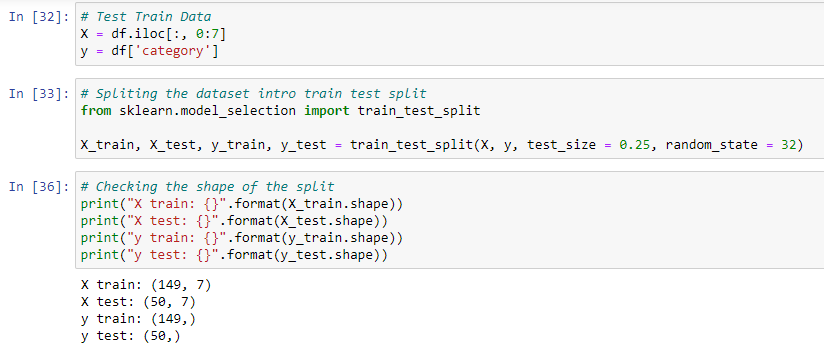 In [32]: # Test Train Data
X = df.iloc[:, 0:7]
y = df['category']
In [33]: # Spliting the dataset intro train test split
from sklearn.model_selection import train_test_split
X_train, X_test, y_train, y_test = train_test_split(X, y, test_size = 0.25, random_state = 32)
In [36]: # Checking the shape of the split
print("X train: {}".format(X_train.shape))
print("X test: {}".format(X_test.shape))
print("y train: {}".format(y_train.shape))
print("y test: {}".format(y_test.shape))
X train: (149, 7)
X test: (50, 7)
y train: (149,)
y test: (50,)